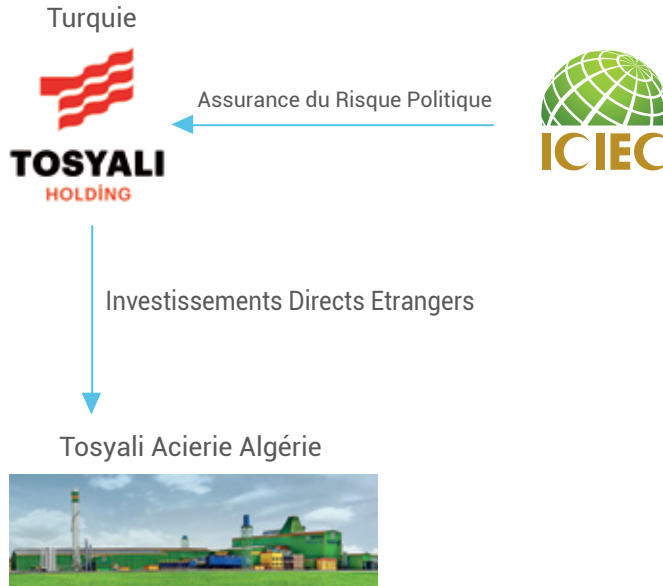 Turquie
TOSYALI
HOLDİNG
Assurance du Risque Politique
ICIEC
Investissements Directs Etrangers
Tosyali Acierie Algérie